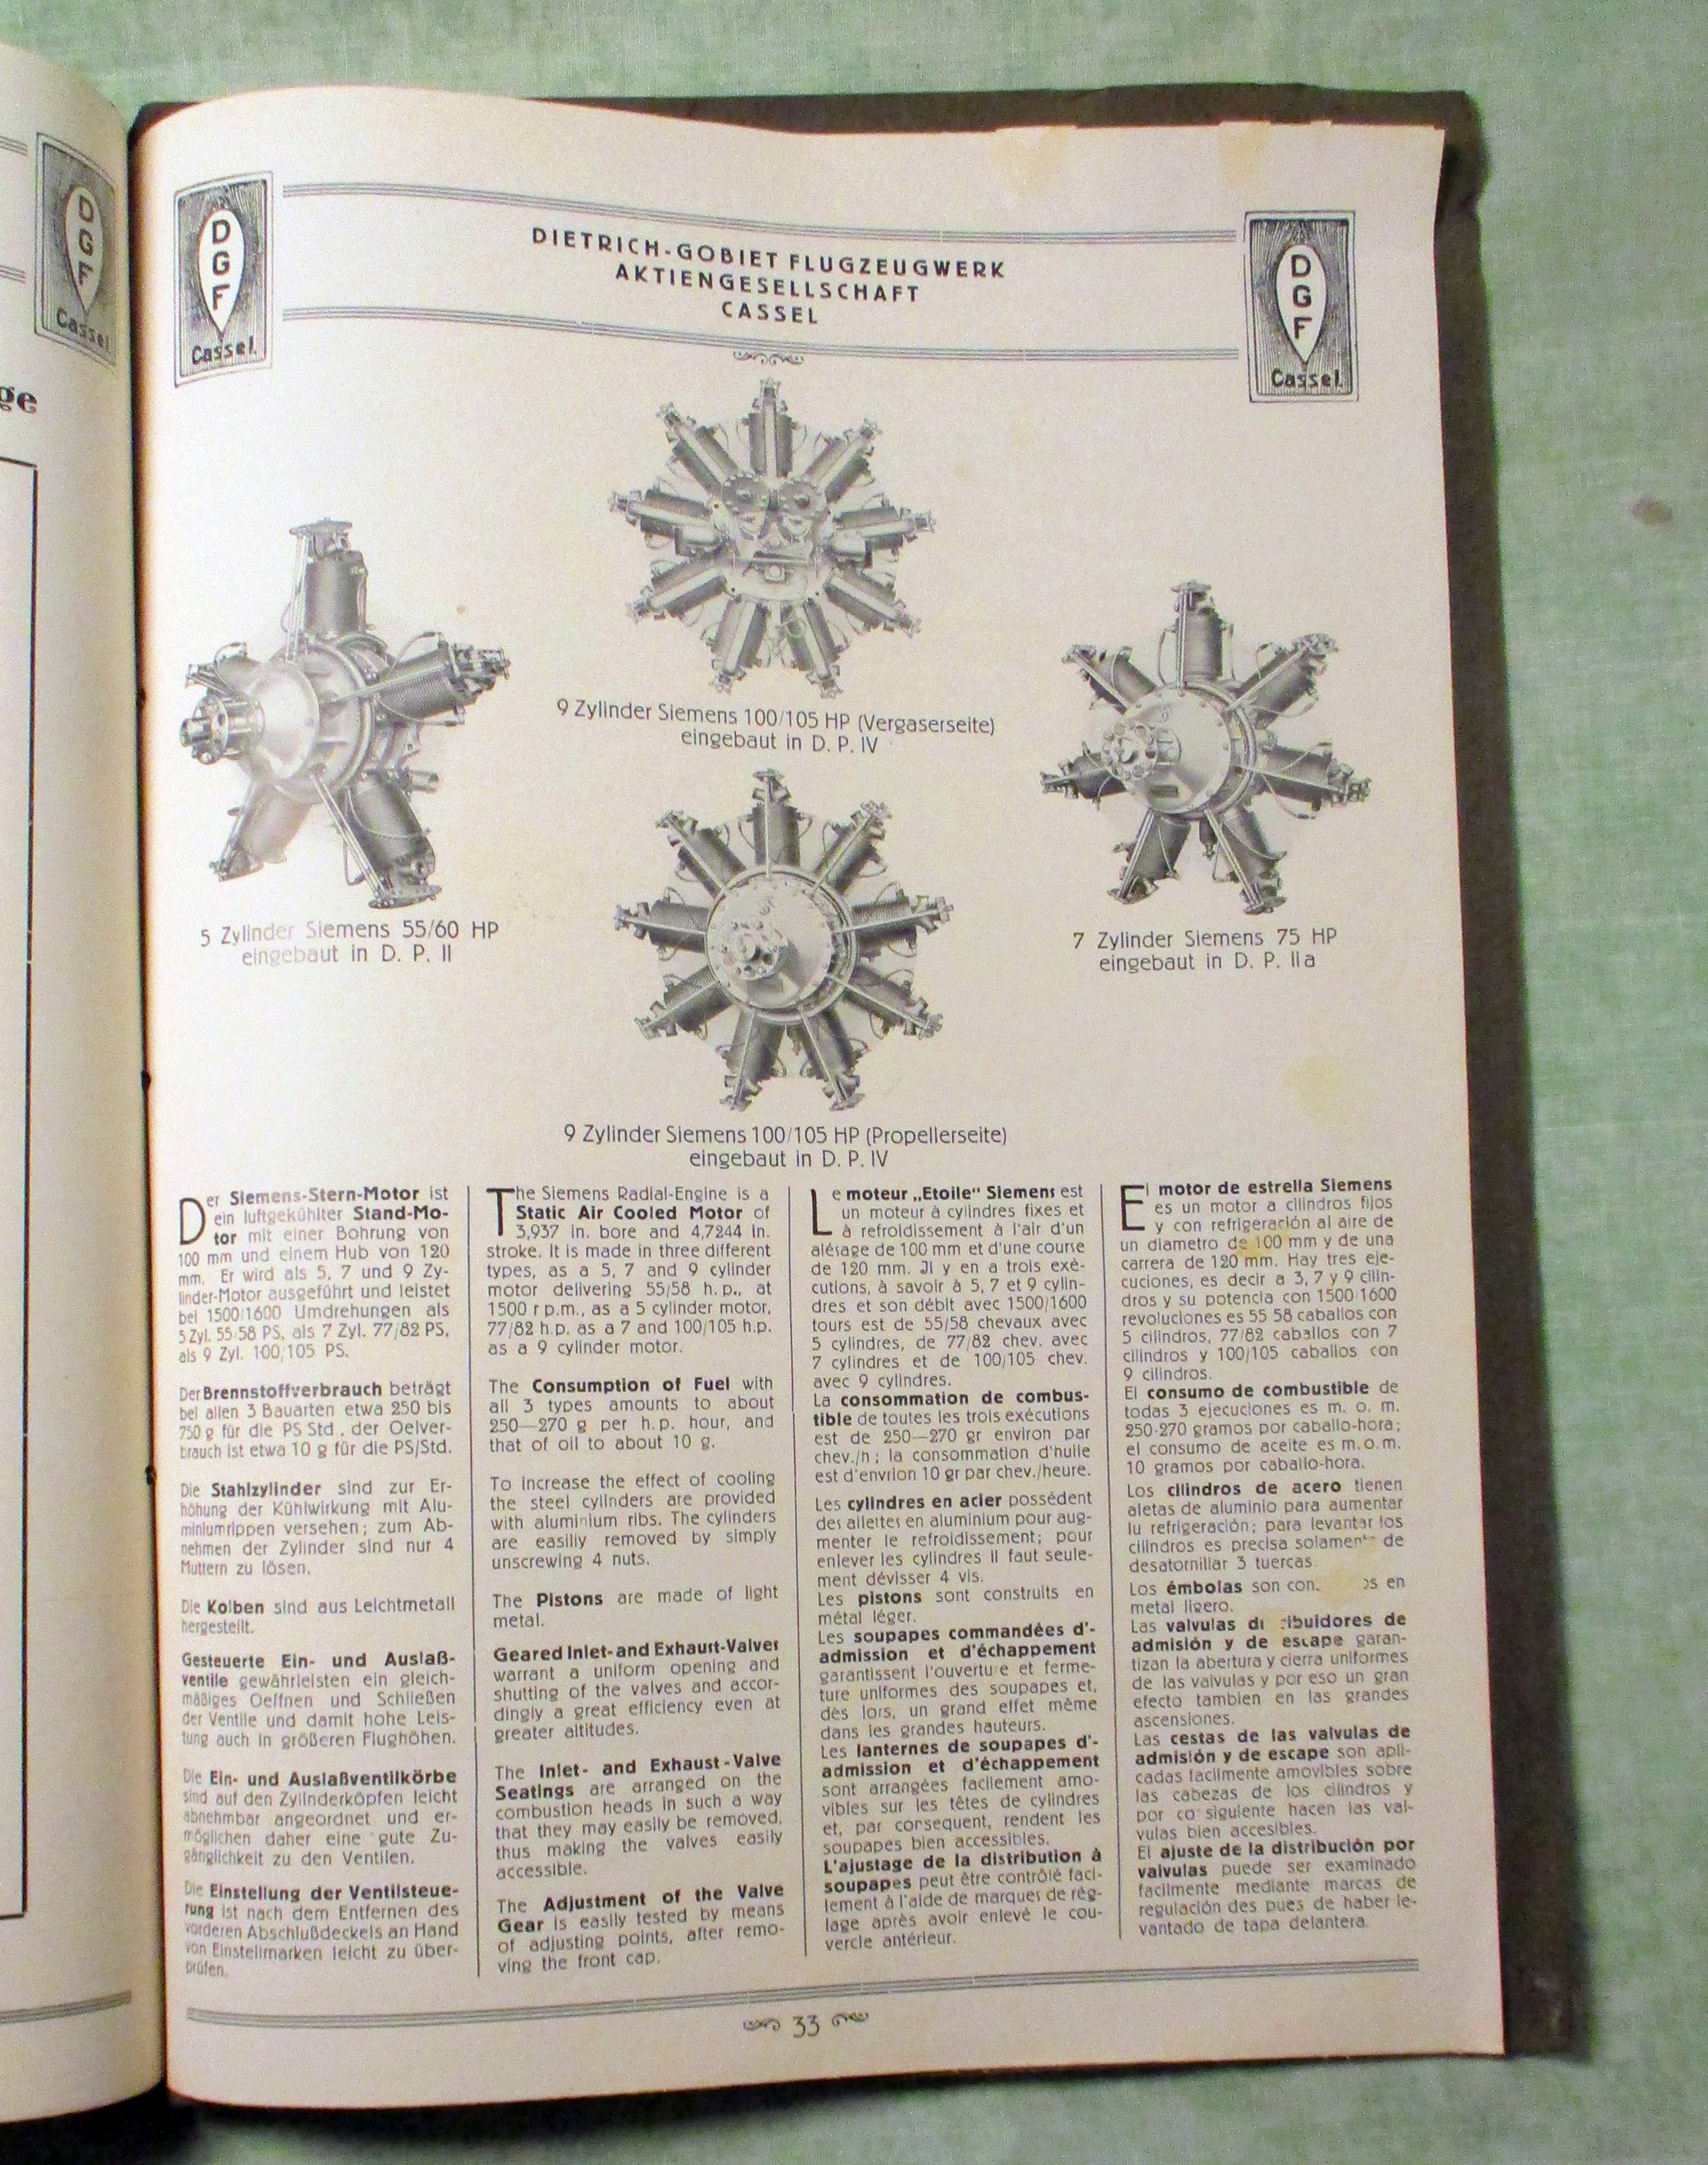 ge
D
G
F
Cassel
D
G
F
Cassel.
DIETRICH-GOBIET FLUGZEUGWERK
AKTIENGESELLSCHAFT
CASSEL
D
G
F
Cassel.
9 Zylinder Siemens 100/105 HP (Vergaserseite)
eingebaut in D. P. IV
5 Zylinder Siemens 55/60 HP
eingebaut in D. P. II
7 Zylinder Siemens 75 HP
eingebaut in D. P. IIa
9 Zylinder Siemens 100/105 HP (Propellerseite)
eingebaut in D. P. IV
Der Siemens-Stern-Motor ist
ein luftgekühlter Stand-Mo-
tor mit einer Bohrung von
100 mm und einem Hub von 120
mm. Er wird als 5, 7 und 9 Zy-
linder-Motor ausgeführt und leistet
bei 1500/1600 Umdrehungen als
5 Zyl. 55/58 PS, als 7 Zyl. 77/82 PS,
als 9 Zyl. 100/105 PS.
Der Brennstoffverbrauch beträgt
bei allen 3 Bauarten etwa 250 bis
750 g für die PS Std., der Oelver-
brauch ist etwa 10 g für die PS/Std.
Die Stahlzylinder sind zur Er-
höhung der Kühlwirkung mit Alu-
miniumrippen versehen; zum Ab-
nehmen der Zylinder sind nur 4
Muttern zu lösen.
Die Kolben sind aus Leichtmetall
hergestellt.
Gesteuerte Ein- und Auslaß-
ventile gewährleisten ein gleich-
mäßiges Oeffnen und Schließen
der Ventile und damit hohe Leis-
tung auch in größeren Flughöhen.
Die Ein- und Auslaßventilkörbe
sind auf den Zylinderköpfen leicht
abnehmbar angeordnet und er-
möglichen daher eine gute Zu-
gänglichkeit zu den Ventilen.
Die Einstellung der Ventilsteue-
rung ist nach dem Entfernen des
vorderen Abschlußdeckels an Hand
von Einstellmarken leicht zu über-
prüfen.
The Siemens Radial-Engine is a
Static Air Cooled Motor of
3,937 in. bore and 4,7244 in.
stroke. It is made in three different
types, as a 5, 7 and 9 cylinder
motor delivering 55/58 h. p., at
1500 r p.m., as a 5 cylinder motor,
77/82 h.p. as a 7 and 100/105 h.p.
as a 9 cylinder motor.
The Consumption of Fuel with
all 3 types amounts to about
250—270 g per h.p. hour, and
that of oil to about 10 g.
To increase the effect of cooling
the steel cylinders are provided
with aluminium ribs. The cylinders
are easiliy removed by simply
unscrewing 4 nuts.
The Pistons are made of light
metal.
Geared Inlet-and Exhaust-Valves
warrant a uniform opening and
shutting of the valves and accor-
dingly a great efficiency even at
greater altitudes.
The Inlet- and Exhaust-Valve
Seatings are arranged on the
combustion heads in such a way
that they may easily be removed,
thus making the valves easily
accessible.
The Adjustment of the Valve
Gear is easily tested by means
of adjusting points, after remo-
ving the front cap.
Le moteur „Etoile" Siemens est
un moteur à cylindres fixes et
à refroidissement à l'air d'un
alésage de 100 mm et d'une course
de 120 mm. Jl y en a trois exé-
cutions, à savoir à 5, 7 et 9 cylin-
dres et son débit avec 1500/1600
tours est de 55/58 chevaux avec
5 cylindres, de 77/82 chev. avec
7 cylindres et de 100/105 chev.
avec 9 cylindres.
La consommation de combus-
tible de toutes les trois exécutions
est de 250—270 gr environ par
chev./h; la consommation d'huile
est d'envrion 10 gr par chev./heure.
Les cylindres en acier possèdent
des ailettes en aluminium pour aug-
menter le refroidissement; pour
enlever les cylindres il faut seule-
ment dévisser 4 vis.
Les pistons sont construits en
métal léger.
Les soupapes commandées d'-
admission et d'échappement
garantissent l'ouverture et ferme-
ture uniformes des soupapes et,
dès lors, un grand effet même
dans les grandes hauteurs.
Les lanternes de soupapes d'-
admission et d'échappement
sont arrangées facilement amo-
vibles sur les têtes de cylindres
et, par consequent, rendent les
soupapes bien accessibles.
L'ajustage de la distribution à
soupapes peut être contrôlé faci-
lement à l'aide de marques de rég-
lage après avoir enlevé le cou-
vercle antérieur.
El motor de estrella Siemens
es un motor a cilindros fijos
y con refrigeración al aire de
un diametro de 100 mm y de una
carrera de 120 mm. Hay tres eje-
cuciones, es decir a 3, 7 y 9 cilin-
dros y su potencia con 1500 1600
revoluciones es 55 58 caballos con
5 cilindros, 77/82 caballos con 7
cilindros y 100/105 caballos con
9 cilindros.
El consumo de combustible de
todas 3 ejecuciones es m. o. m.
250-270 gramos por caballo-hora;
el consumo de aceite es m.o.m.
10 gramos por caballo-hora.
Los cilindros de acero tienen
aletas de aluminio para aumentar
lu refrigeración; para levantar los
cilindros es precisa de
desatornillar 3 tuercas
Los émbolas son en
metal ligero.
Las valvulas de
admisión y de escape garan-
tizan la abertura y cierra uniformes
de las valvulas y por eso un gran
efecto tambien en las grandes
ascensiones.
Las cestas de las valvulas de
admisión y de escape son apli-
cadas facilmente amovibles sobre
las cabezas de los cilindros y
por co siguiente hacen las val-
vulas bien accesibles.
El ajuste de la distribución por
valvulas puede ser examinado
facilmente mediante marcas de
regulación des pues de haber le-
vantado de tapa delantera.
33